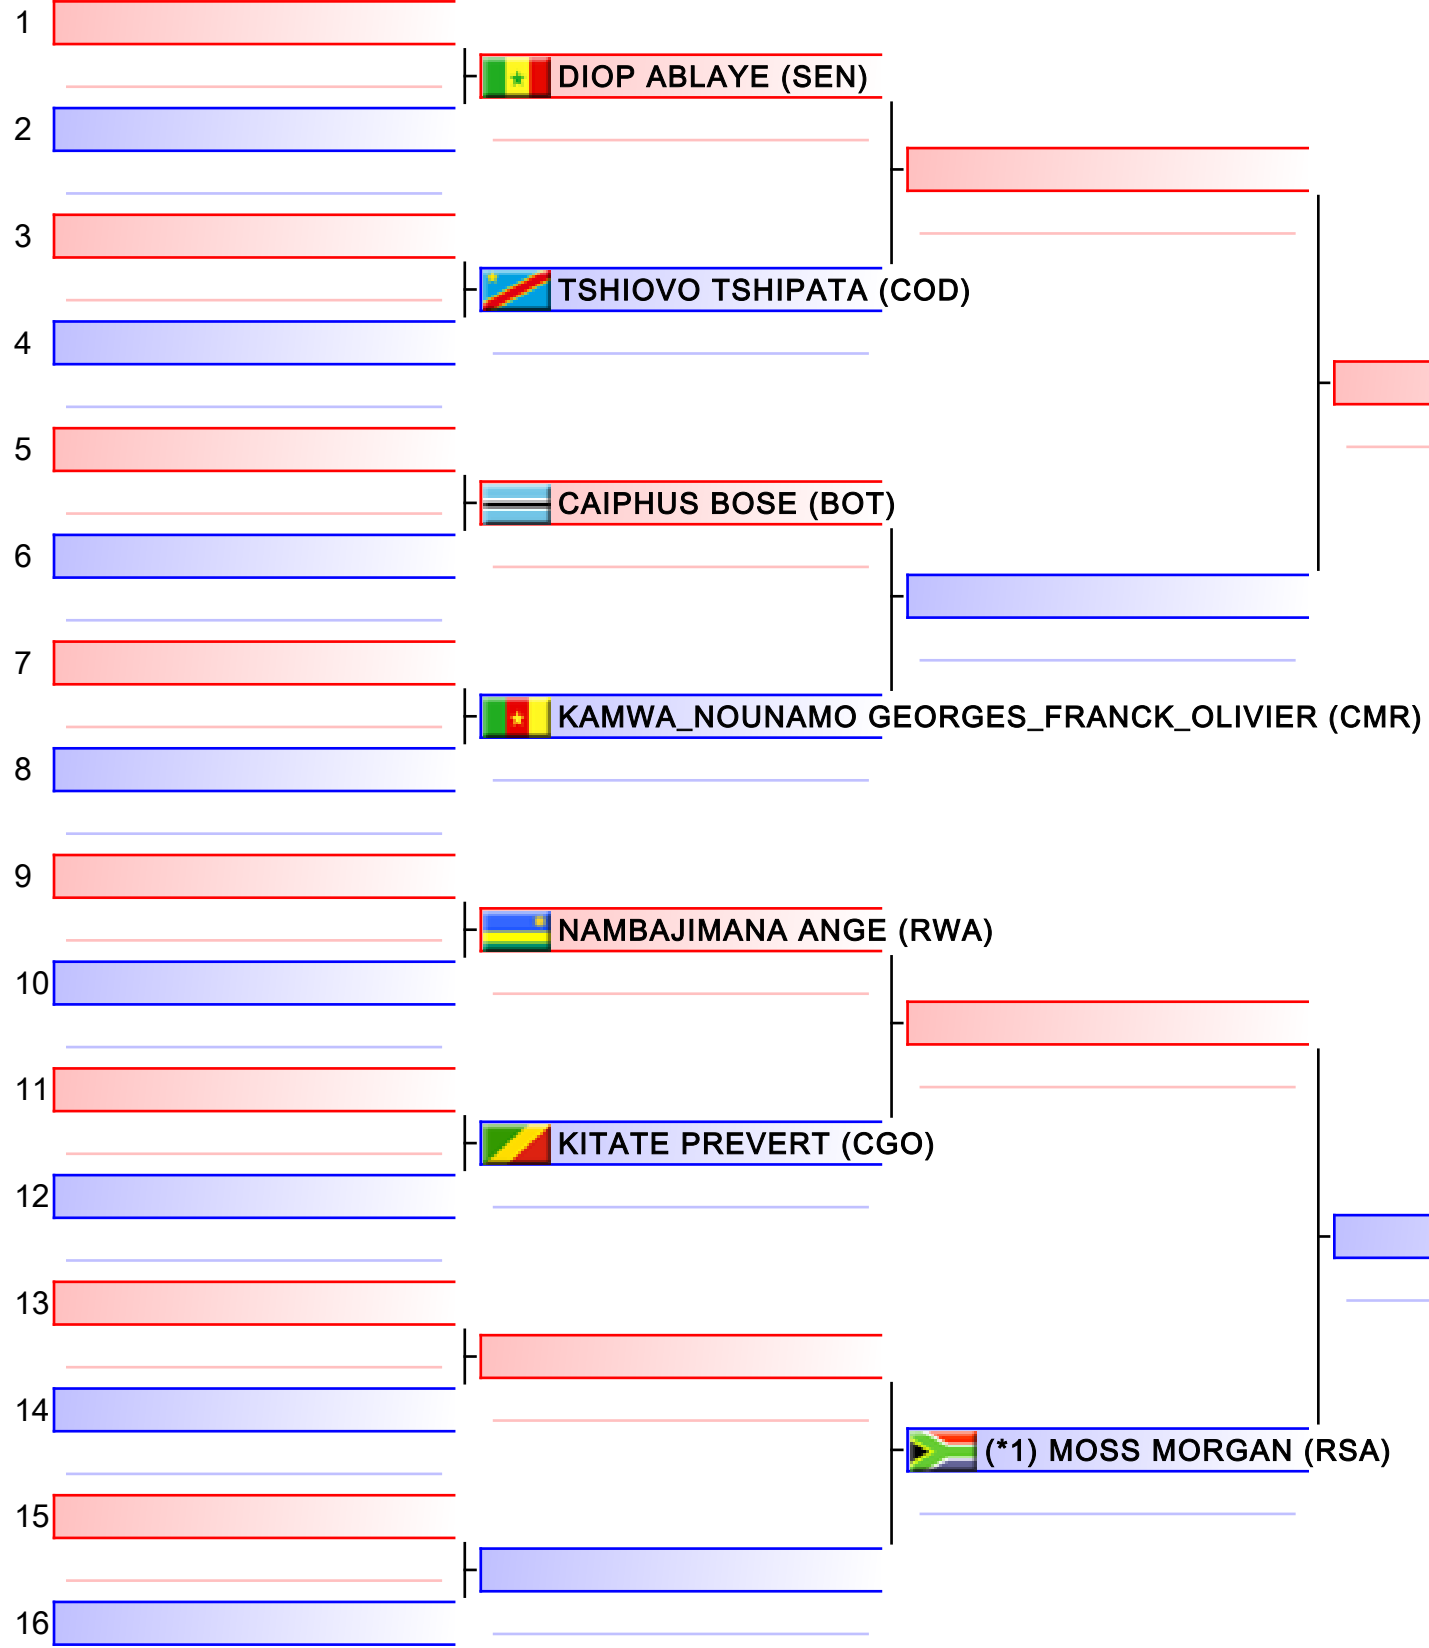 1
DIOP ABLAYE (SEN)
2
3
TSHIOVO TSHIPATA (COD)
4
5
CAIPHUS BOSE (BOT)
6
7
KAMWA_NOUNAMO GEORGES_FRANCK_OLIVIER (CMR)
8
9
NAMBAJIMANA ANGE (RWA)
10
11
KITATE PREVERT (CGO)
12
13
14
(*1) MOSS MORGAN (RSA)
15
16